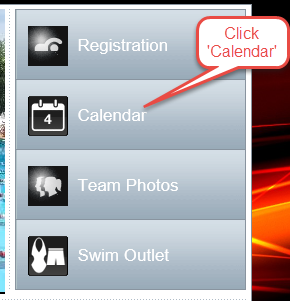 Registration
Click
'Calendar'
4
Calendar
Team Photos
Swim Outlet